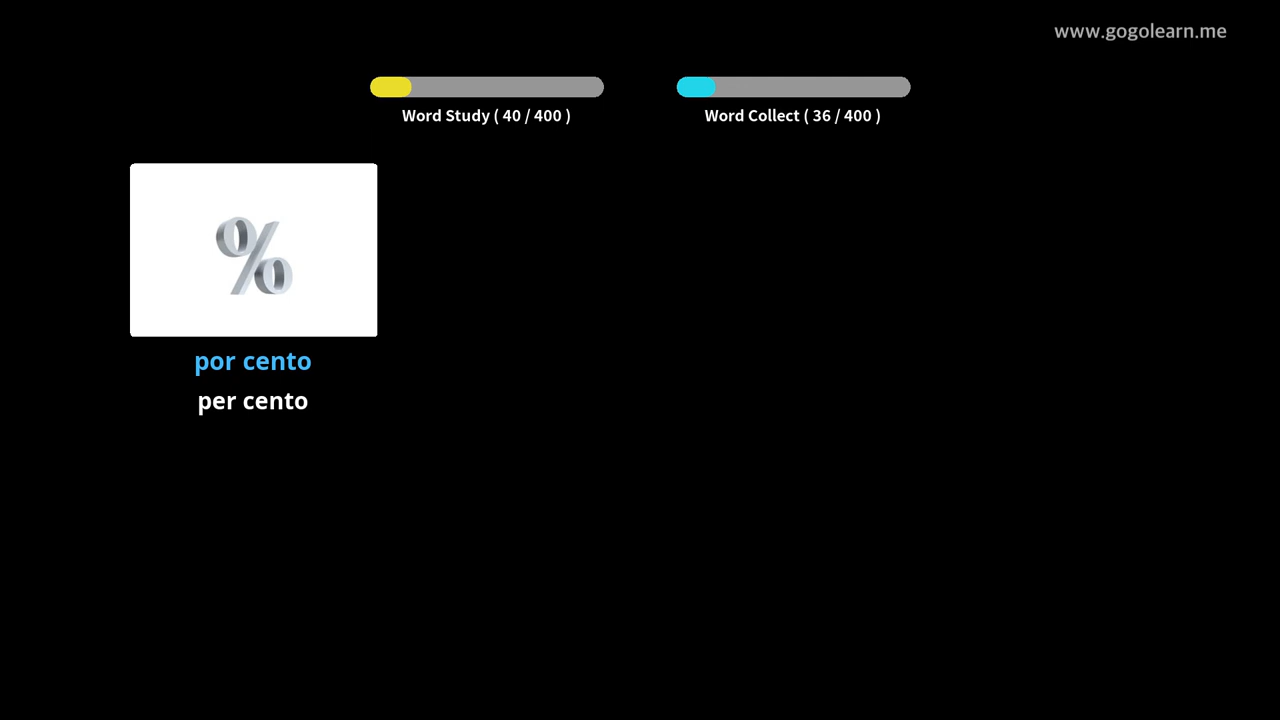 www.gogolearn.me
Word Study ( 40 / 400 )
Word Collect ( 36 / 400 )
%
por cento
per cento